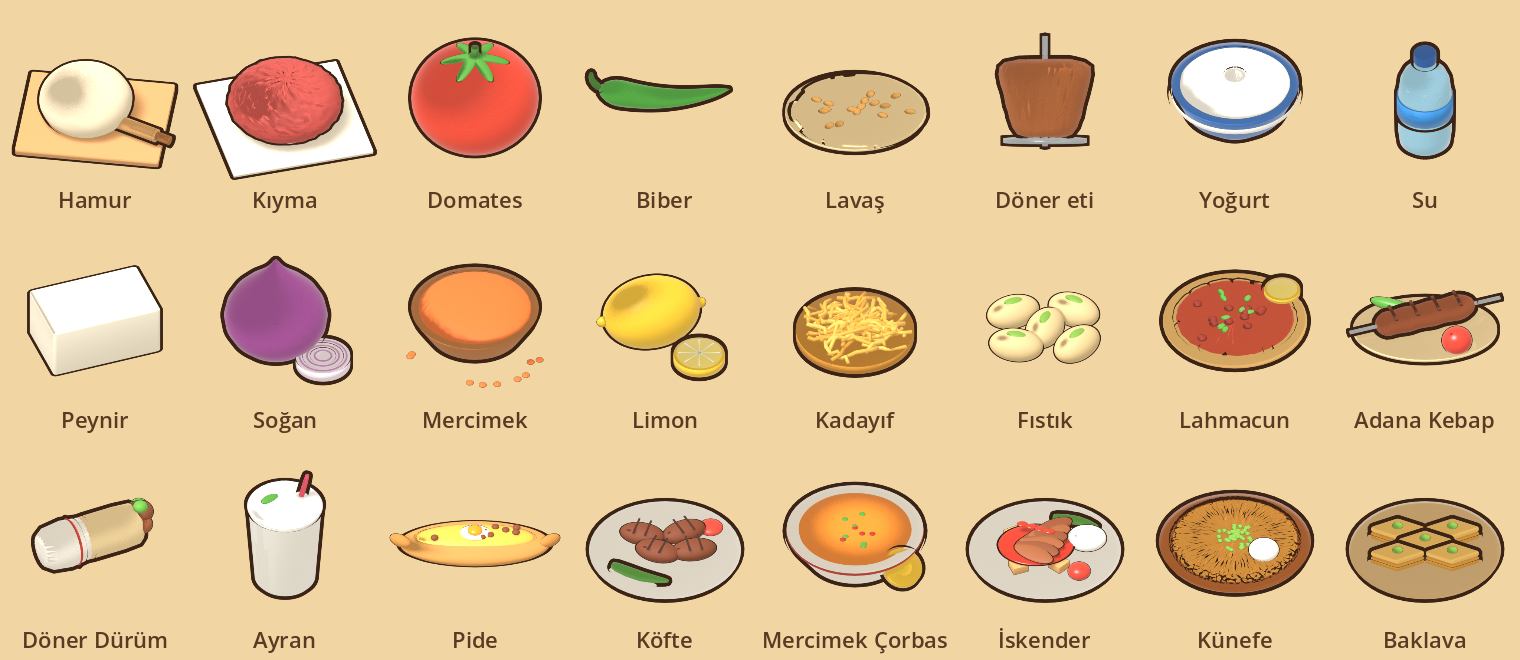 Hamur
Kıyma
Domates
Biber
Lavaş
Döner eti
Yoğurt
Su
Peynir
Soğan
Mercimek
Limon
Kadayıf
Fıstık
Lahmacun
Adana Kebap
Döner Dürüm
Ayran
Pide
Köfte
Mercimek Çorbas
İskender
Künefe
Baklava